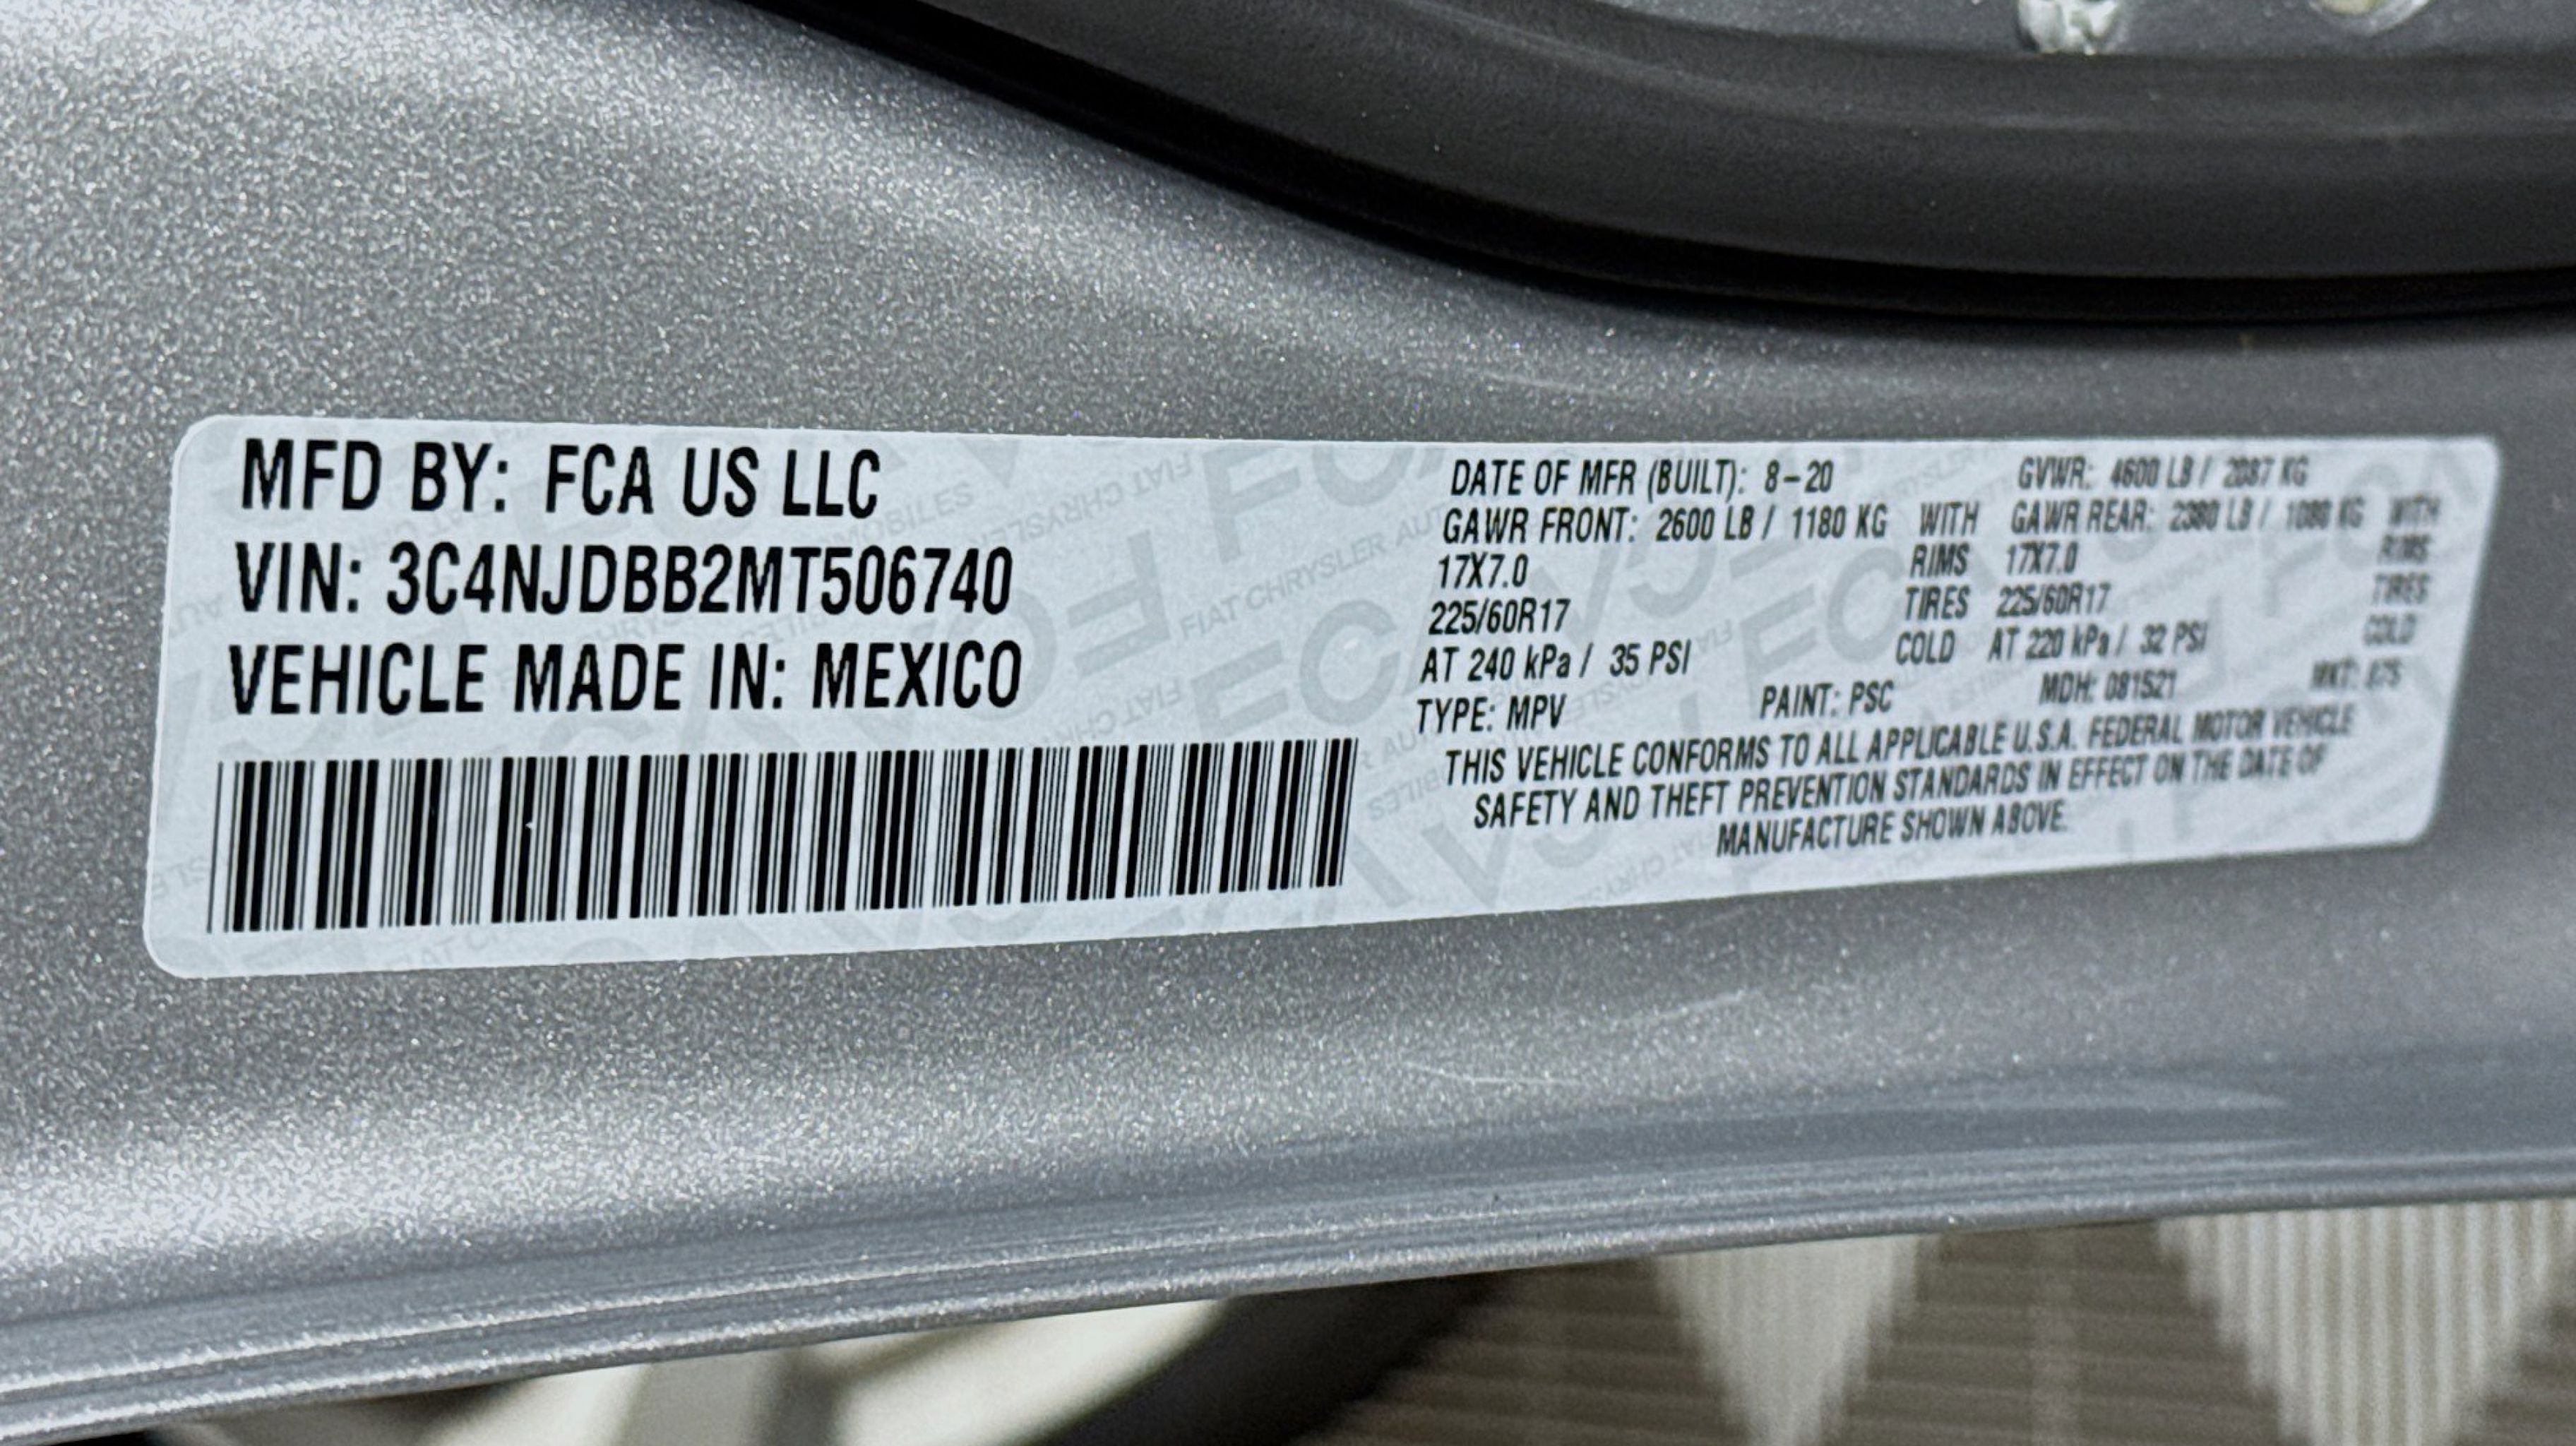 MFD BY: FCA US LLC
VIN: 3C4NJDBB2MT506740
VEHICLE MADE IN: MEXICO
DATE OF MFR (BUILT): 8-20 GVWR: 4600 LB / 2087 KG
GAWR FRONT: 2600 LB / 1180 KG WITH GAWR REAR: 2380 LB / 1080 KG WITH
17X7.0 RIMS 17X7.0 RIMS
225/60R17 TIRES 225/60R17 TIRES
AT 240 kPa / 35 PSI COLD AT 220 kPa / 32 PSI COLD
TYPE: MPV PAINT: PSC MDH: 081521 MKT:
THIS VEHICLE CONFORMS TO ALL APPLICABLE U.S.A. FEDERAL MOTOR VEHICLE
SAFETY AND THEFT PREVENTION STANDARDS IN EFFECT ON THE DATE OF
MANUFACTURE SHOWN ABOVE.